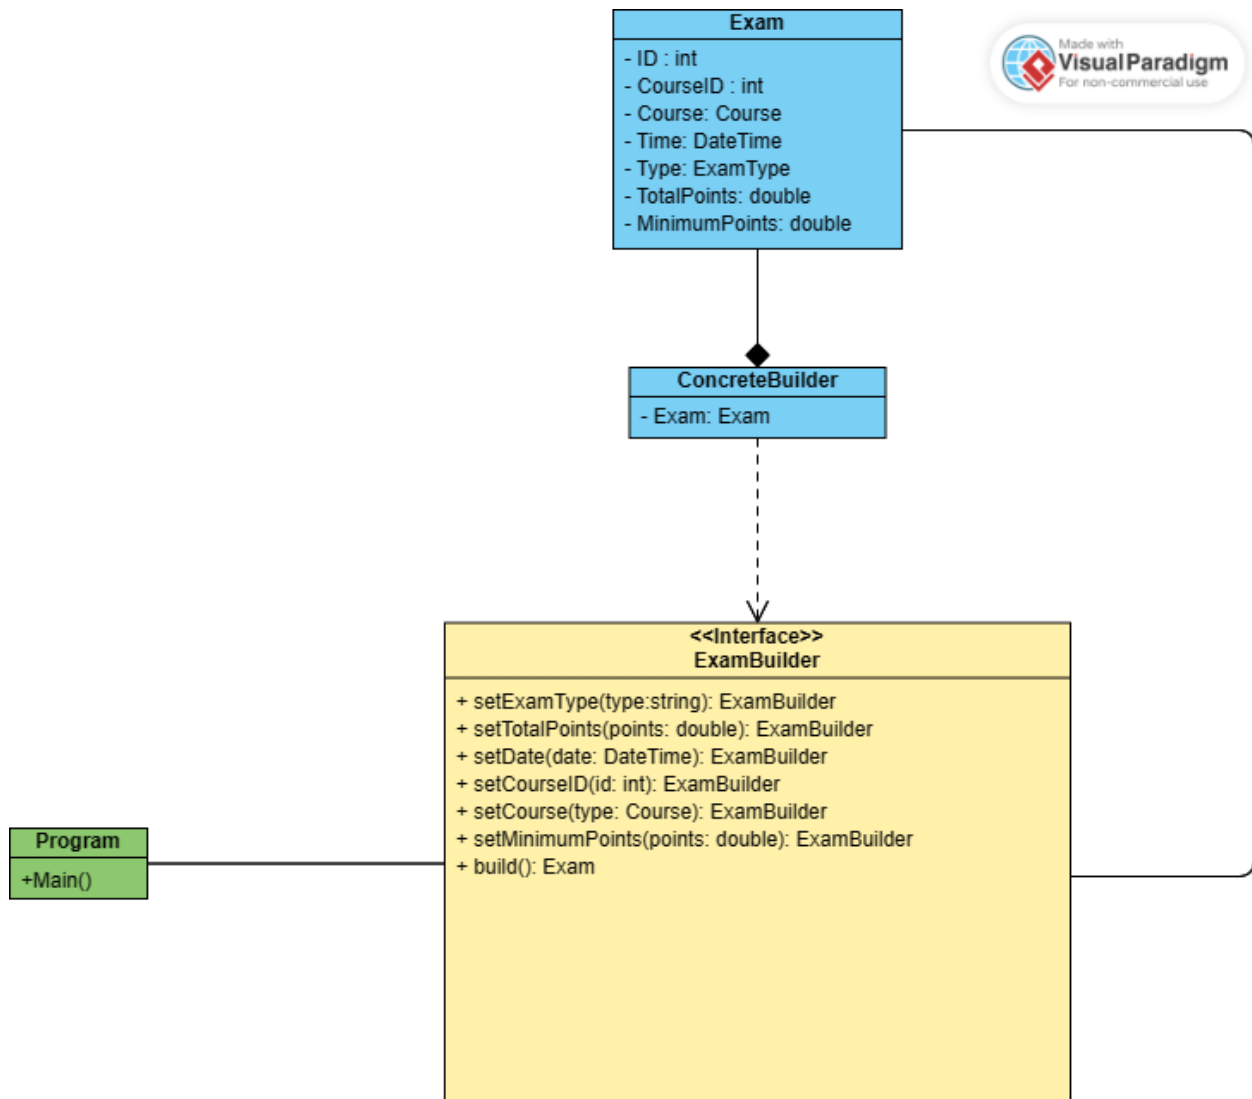 Exam
- ID : int
- CourseID : int
- Course: Course
- Time: DateTime
- Type: ExamType
- TotalPoints: double
- MinimumPoints: double
Made with
Visual Paradigm
For non-commercial use
ConcreteBuilder
- Exam: Exam
<<Interface>>
ExamBuilder
+ setExamType(type:string): ExamBuilder
+ setTotalPoints(points: double): ExamBuilder
+ setDate(date: DateTime): ExamBuilder
+ setCourseID(id: int): ExamBuilder
+ setCourse(type: Course): ExamBuilder
+ setMinimumPoints(points: double): ExamBuilder
+ build(): Exam
Program
+Main()